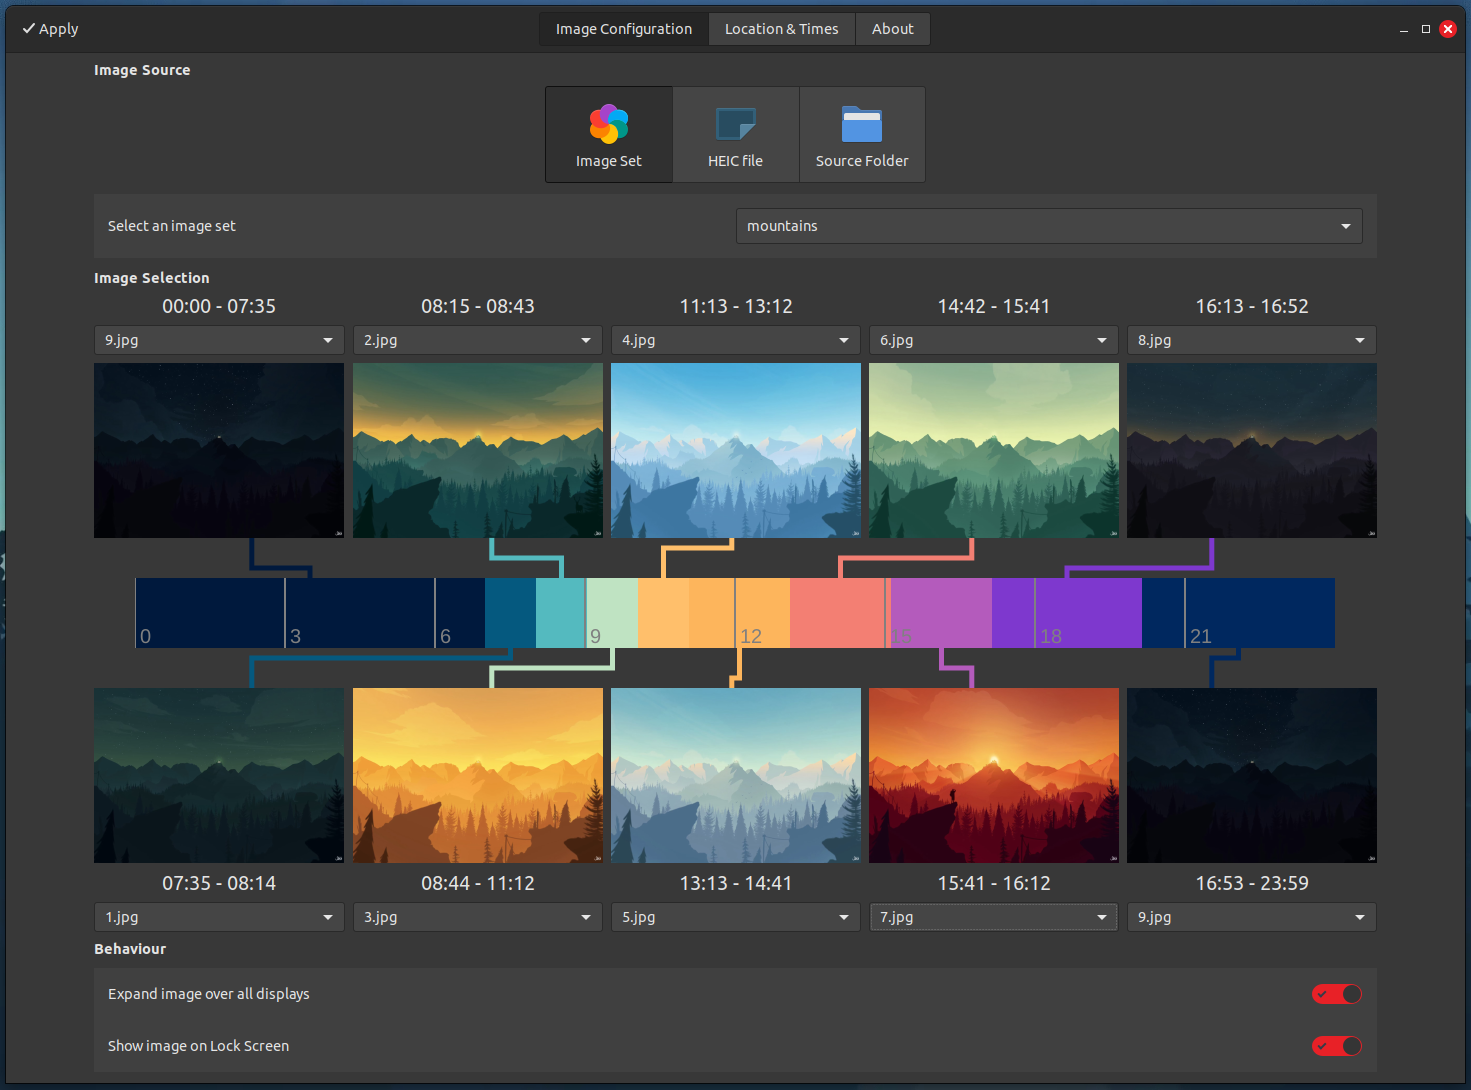 Apply
Image Configuration
Location & Times
About
Image Source
Image Set
HEIC file
Source Folder
Select an image set
mountains
Image Selection
00:00 - 07:35
08:15 - 08:43
11:13 - 13:12
14:42 - 15:41
16:13 - 16:52
9.jpg
2.jpg
4.jpg
6.jpg
8.jpg
0
3
6
9
12
15
18
21
07:35 - 08:14
08:44 - 11:12
13:13 - 14:41
15:41 - 16:12
16:53 - 23:59
1.jpg
3.jpg
5.jpg
7.jpg
9.jpg
Behaviour
Expand image over all displays
Show image on Lock Screen